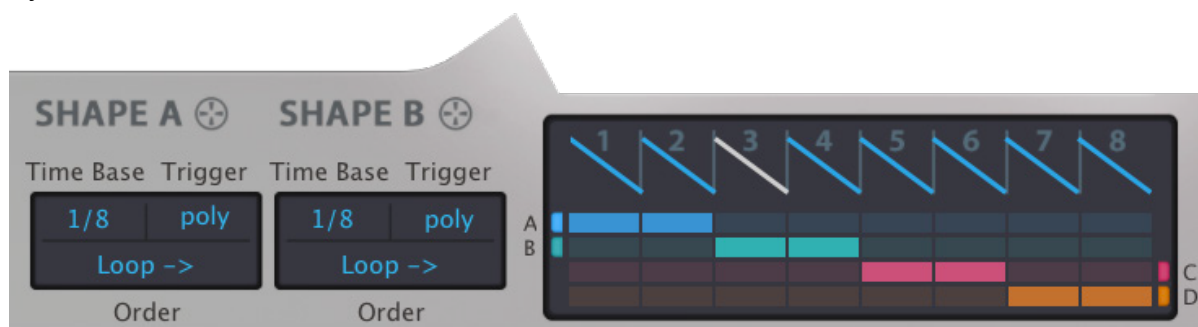 SHAPE A SHAPE B
Time Base Trigger Time Base Trigger
1/8 poly 1/8 poly
Loop -> Loop ->
Order Order
1 2 3 4 5 6 7 8
A
B
C
D